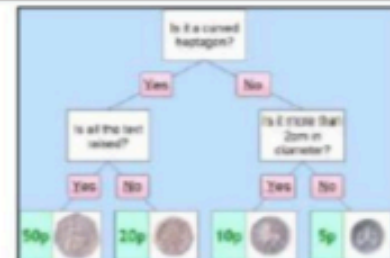 Is it a curved
heptagon?
Yes
No
Is all the text
raised?
Is it more than
2cm in
diameter?
Yes
No
Yes
No
50p
20p
10p
5p